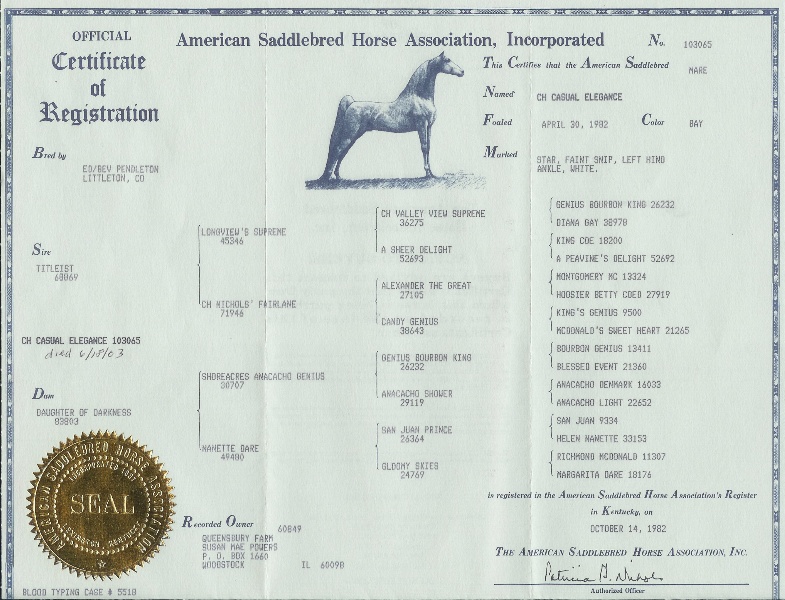 OFFICIAL
Certificate
of
Registration
American Saddlebred Horse Association, Incorporated
No. 103065
This Certifies that the American Saddlebred MARE
Named CH CASUAL ELEGANCE
Foaled APRIL 30, 1982 Color BAY
Marked STAR, FAINT SNIP, LEFT HIND
ANKLE, WHITE.
Bred by
ED/BEV PENDLETON
LITTLETON, CO
Sire
TITLEIST
60869
CH CASUAL ELEGANCE 103065
died 6/18/03
Dam
DAUGHTER OF DARKNESS
83803
LONGVIEW'S SUPREME
45346
CH NICHOLS' FAIRLANE
71946
SHOREACRES ANACACHO GENIUS
30707
NANETTE DARE
49480
CH VALLEY VIEW SUPREME
36275
A SHEER DELIGHT
52693
ALEXANDER THE GREAT
27105
CANDY GENIUS
38643
GENIUS BOURBON KING
26232
ANACACHO SHOWER
29119
SAN JUAN PRINCE
26364
GLOOMY SKIES
24769
GENIUS BOURBON KING 26232
DIANA GAY 38970
KING COE 18200
A PEAVINE'S DELIGHT 52692
MONTGOMERY MC 13324
HOOSIER BETTY COED 27919
KING'S GENIUS 9500
MCDONALD'S SWEET HEART 21265
BOURBON GENIUS 13411
BLESSED EVENT 21360
ANACACHO DENMARK 16033
ANACACHO LIGHT 22652
SAN JUAN 9334
HELEN NANETTE 33153
RICHMOND MCDONALD 11307
MARGARITA DARE 18176
AMERICAN SADDLEBRED HORSE ASSOCIATION
SEAL
Recorded Owner 60849
QUEENSBURY FARM
SUSAN MAE POWERS
P. O. BOX 1660
WOODSTOCK IL 60098
is registered in the American Saddlebred Horse Association's Register
in Kentucky, on
OCTOBER 14, 1982
THE AMERICAN SADDLEBRED HORSE ASSOCIATION, INC.
Patricia G. Nichols
Authorized Officer
BLOOD TYPING CASE # 5518